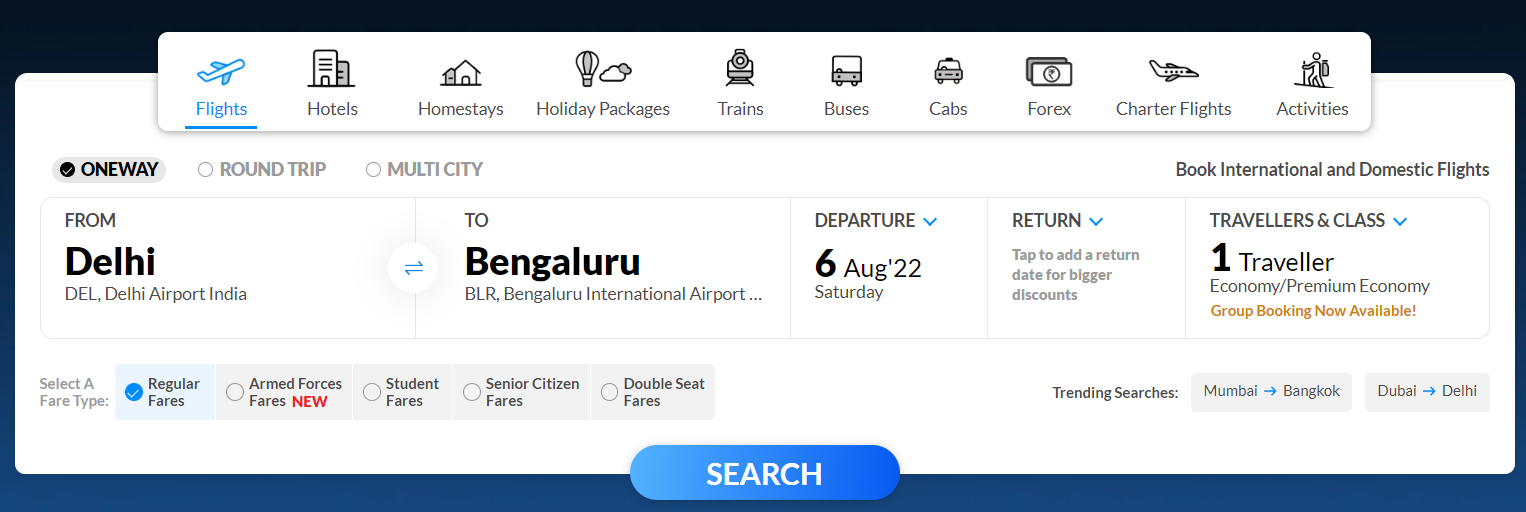 Flights
Hotels
Homestays
Holiday Packages
Trains
Buses
Cabs
Forex
Charter Flights
Activities
ONEWAY
ROUND TRIP
MULTI CITY
Book International and Domestic Flights
FROM
Delhi
DEL, Delhi Airport India
TO
Bengaluru
BLR, Bengaluru International Airport ...
DEPARTURE
6 Aug'22
Saturday
RETURN
Tap to add a return
date for bigger
discounts
TRAVELLERS & CLASS
1 Traveller
Economy/Premium Economy
Group Booking Now Available!
Select A
Fare Type:
Regular
Fares
Armed Forces
Fares NEW
Student
Fares
Senior Citizen
Fares
Double Seat
Fares
Trending Searches:
Mumbai → Bangkok
Dubai → Delhi
SEARCH